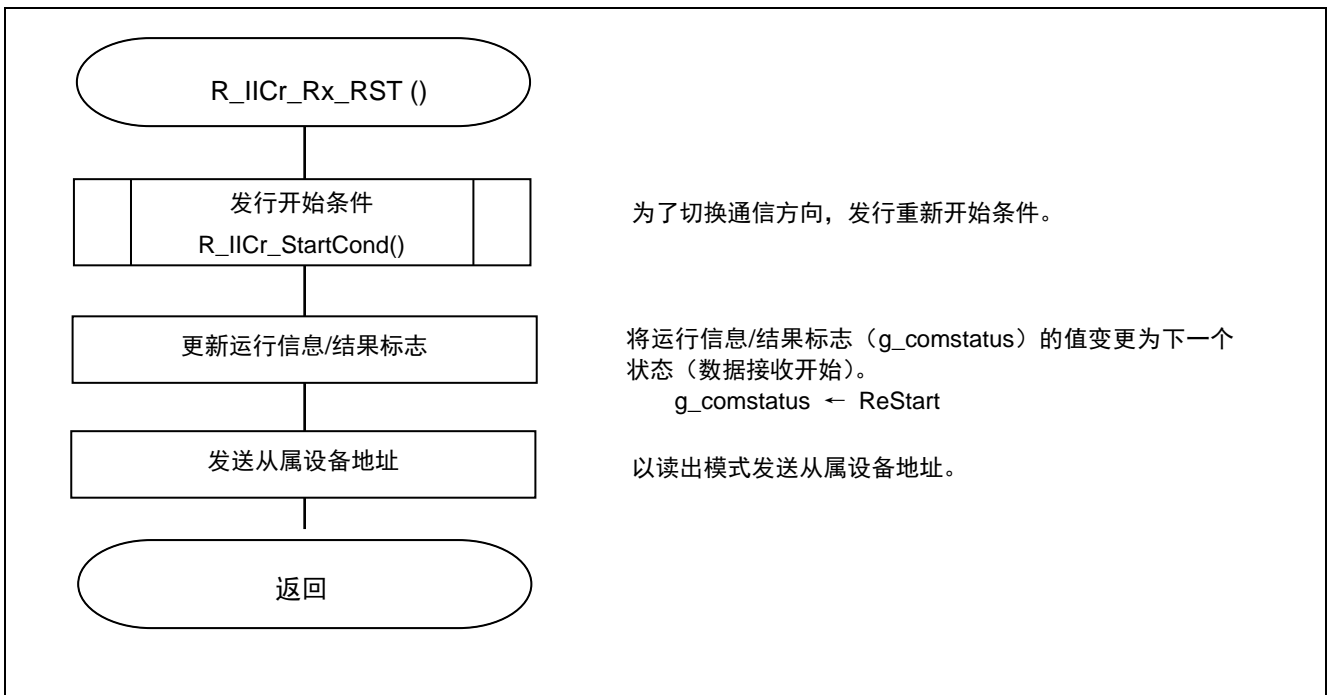 R_IICr_Rx_RST ()
发行开始条件
R_IICr_StartCond()
为了切换通信方向，发行重新开始条件。
更新运行信息/结果标志
将运行信息/结果标志（g_comstatus）的值变更为下一个
状态（数据接收开始）。
g_comstatus ← ReStart
发送从属设备地址
以读出模式发送从属设备地址。
返回